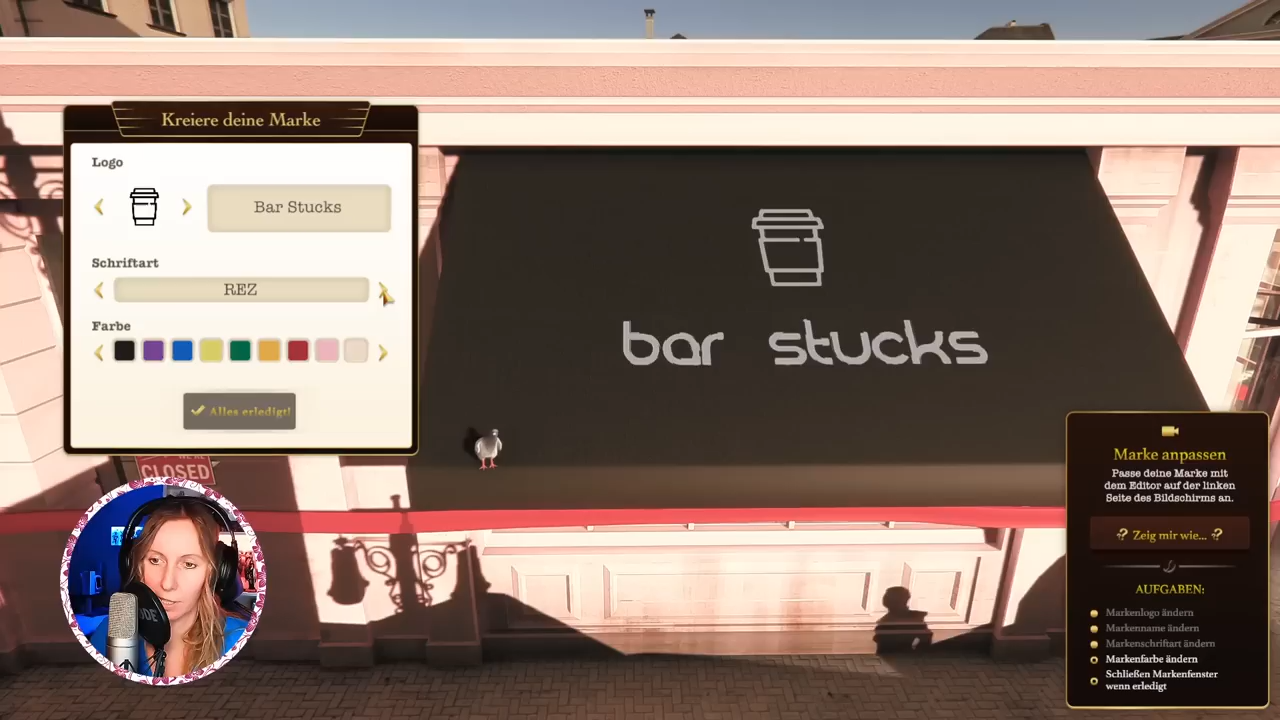 Kreiere deine Marke
Logo
Bar Stucks
Schriftart
REZ
Farbe
Alles erledigt!
bar stucks
CLOSED
Marke anpassen
Passe deine Marke mit
dem Editor auf der linken
Seite des Bildschirms an.
Zeig mir wie...
AUFGABEN:
Markenlogo ändern
Markenname ändern
Markenschriftart ändern
Markenfarbe ändern
Schließen Markenfenster
wenn erledigt